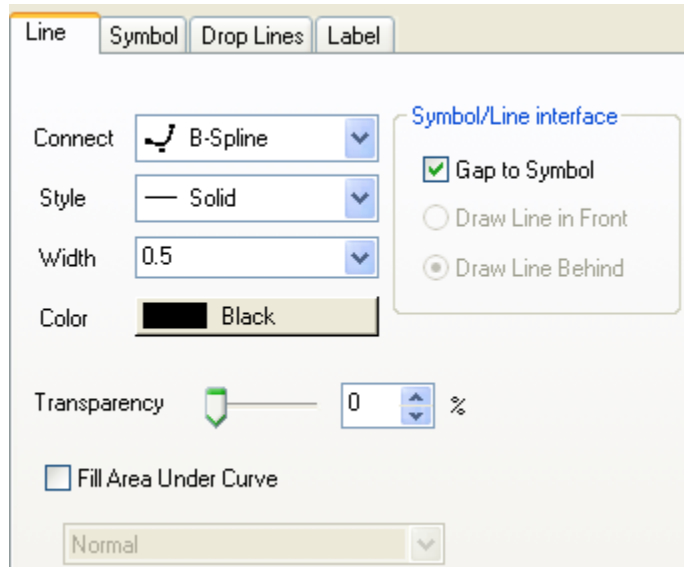 Line Symbol Drop Lines Label
Connect B-Spline
Style Solid
Width 0.5
Color Black
Symbol/Line interface
Gap to Symbol
Draw Line in Front
Draw Line Behind
Transparency 0 %
Fill Area Under Curve
Normal